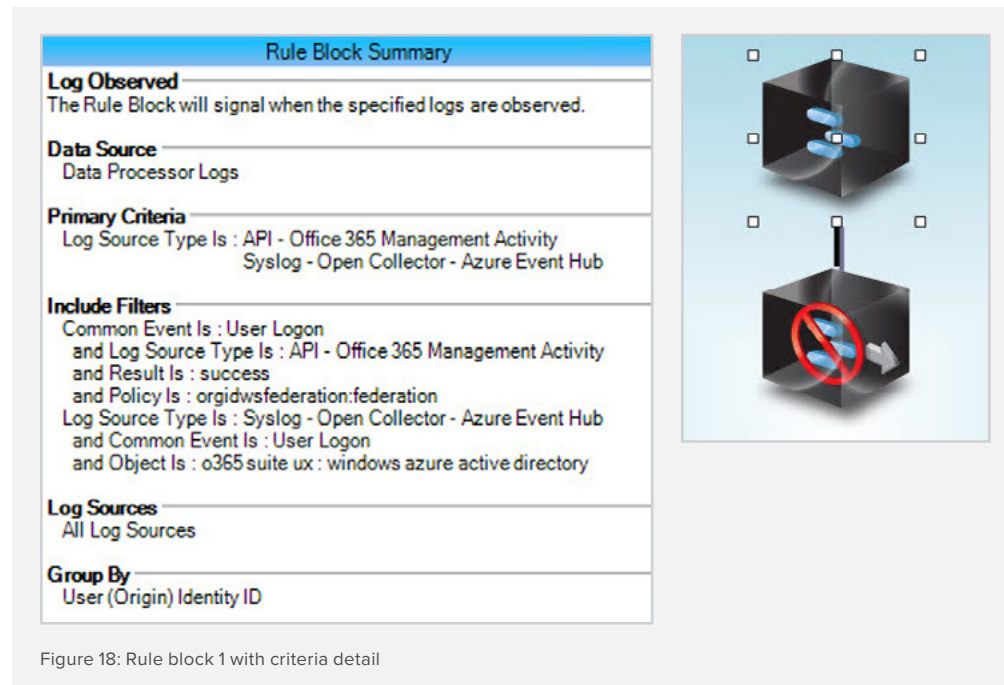 Rule Block Summary
Log Observed
The Rule Block will signal when the specified logs are observed.
Data Source
Data Processor Logs
Primary Criteria
Log Source Type Is : API - Office 365 Management Activity
Syslog - Open Collector - Azure Event Hub
Include Filters
Common Event Is : User Logon
and Log Source Type Is : API - Office 365 Management Activity
and Result Is : success
and Policy Is : orgidwsfederation:federation
Log Source Type Is : Syslog - Open Collector - Azure Event Hub
and Common Event Is : User Logon
and Object Is : o365 suite ux : windows azure active directory
Log Sources
All Log Sources
Group By
User (Origin) Identity ID
Figure 18: Rule block 1 with criteria detail